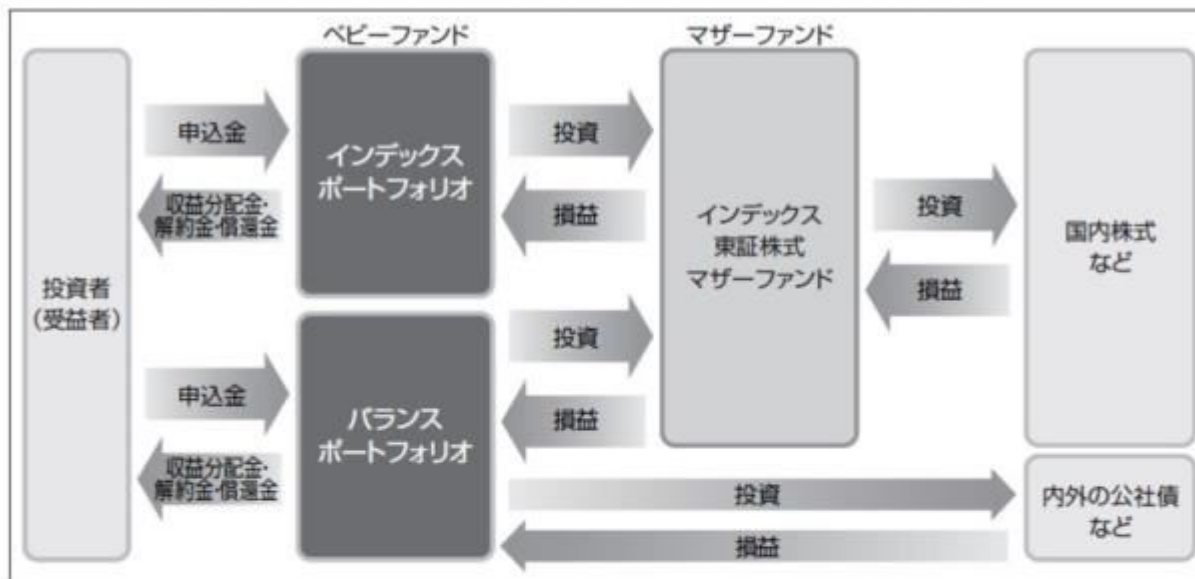 ベビーファンド
マザーファンド
投資者
(受益者)
申込金
収益分配金・
解約金・償還金
インデックス
ポートフォリオ
投資
損益
インデックス
東証株式
マザーファンド
投資
損益
国内株式
など
申込金
収益分配金・
解約金・償還金
バランス
ポートフォリオ
投資
損益
投資
損益
内外の公社債
など